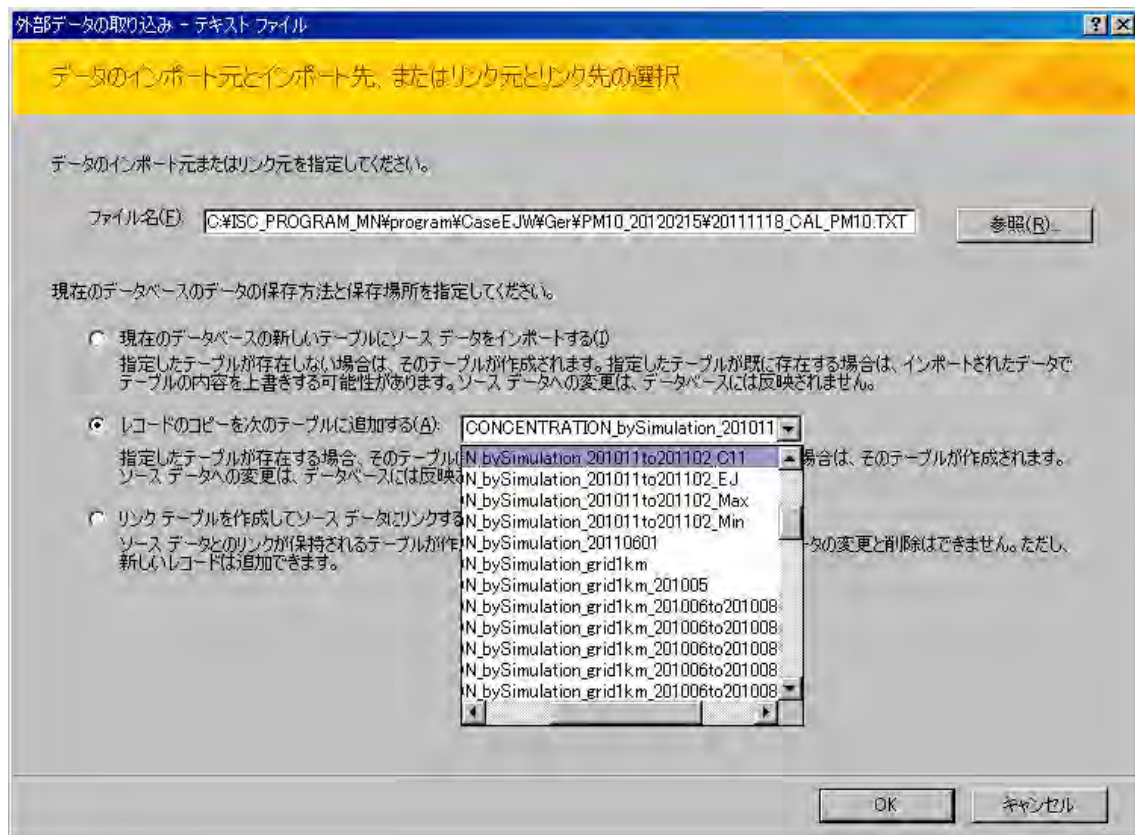 外部データの取り込み - テキスト ファイル
データのインポート元とインポート先、またはリンク元とリンク先の選択
データのインポート元またはリンク元を指定してください。
ファイル名(F): C:¥ISC_PROGRAM_MN¥program¥CaseEJW¥Ger¥PM10_20120215¥20111118_CAL_PM10.TXT 参照(R)...
現在のデータベースのデータの保存方法と保存場所を指定してください。
現在のデータベースの新しいテーブルにソース データをインポートする(I)
指定したテーブルが存在しない場合は、そのテーブルが作成されます。指定したテーブルが既に存在する場合は、インポートされたデータで
テーブルの内容を上書きする可能性があります。ソース データへの変更は、データベースには反映されません。
レコードのコピーを次のテーブルに追加する(A): CONCENTRATION_bySimulation_201011
指定したテーブルが存在する場合、そのテーブルに 場合は、そのテーブルが作成されます。
ソース データへの変更は、データベースには反映
リンク テーブルを作成してソース データにリンクする
ソース データとのリンクが保持されるテーブルが作 ータの変更と削除はできません。ただし、
新しいレコードは追加できます。
N_bySimulation_201011to201102_C11
N_bySimulation_201011to201102_EJ
N_bySimulation_201011to201102_Max
N_bySimulation_201011to201102_Min
N_bySimulation_20110601
N_bySimulation_grid1km
N_bySimulation_grid1km_201005
N_bySimulation_grid1km_201006to201008
N_bySimulation_grid1km_201006to201008
N_bySimulation_grid1km_201006to201008
N_bySimulation_grid1km_201006to201008
N_bySimulation_grid1km_201006to201008
OK キャンセル